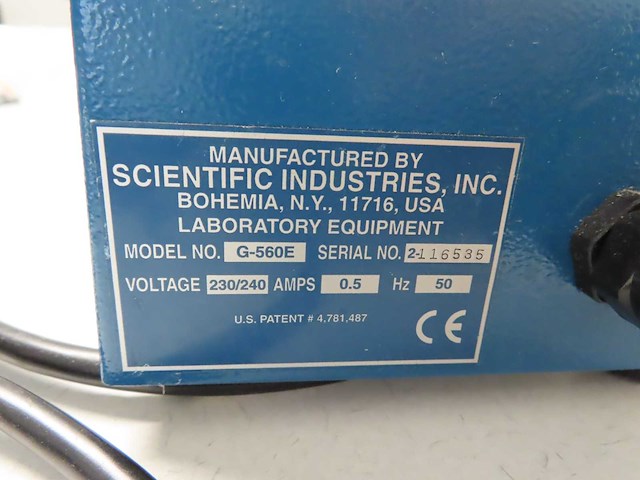 MANUFACTURED BY
SCIENTIFIC INDUSTRIES, INC.
BOHEMIA, N.Y., 11716, USA
LABORATORY EQUIPMENT
MODEL NO. G-560E SERIAL NO. 2-116535
VOLTAGE 230/240 AMPS 0.5 Hz 50
U.S. PATENT # 4,781,487
CE